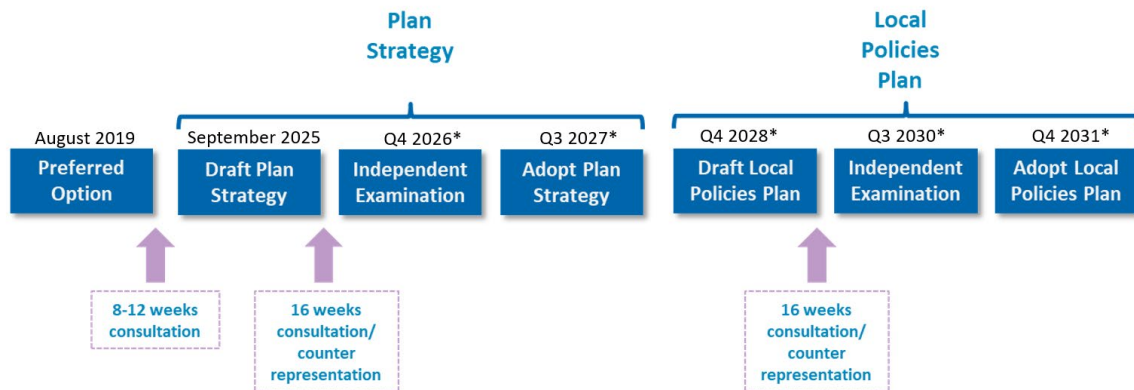 Plan
Strategy
Local
Policies
Plan
August 2019
September 2025
Q4 2026*
Q3 2027*
Q4 2028*
Q3 2030*
Q4 2031*
Preferred
Option
Draft Plan
Strategy
Independent
Examination
Adopt Plan
Strategy
Draft Local
Policies Plan
Independent
Examination
Adopt Local
Policies Plan
8-12 weeks
consultation
16 weeks
consultation/
counter
representation
16 weeks
consultation/
counter
representation